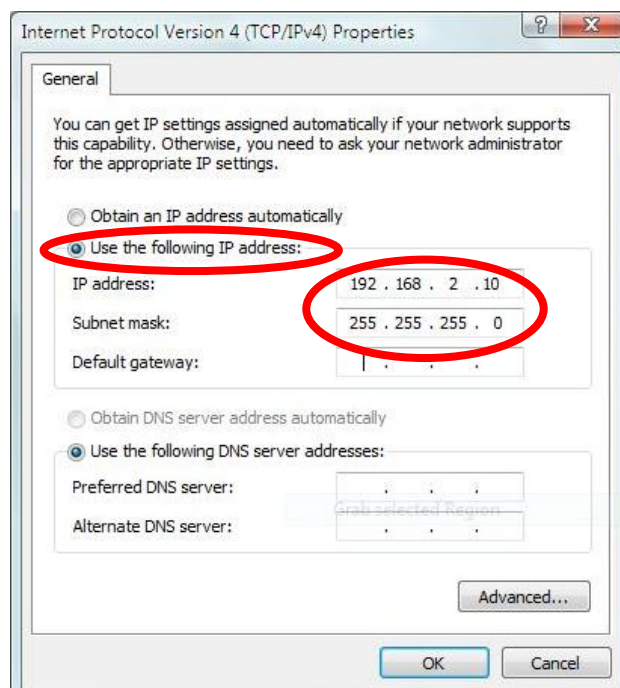 Internet Protocol Version 4 (TCP/IPv4) Properties
General
You can get IP settings assigned automatically if your network supports
this capability. Otherwise, you need to ask your network administrator
for the appropriate IP settings.
Obtain an IP address automatically
Use the following IP address:
IP address: 192 . 168 . 2 . 10
Subnet mask: 255 . 255 . 255 . 0
Default gateway: . . .
Obtain DNS server address automatically
Use the following DNS server addresses:
Preferred DNS server: . . .
Grab selected Region
Alternate DNS server: . . .
Advanced...
OK Cancel